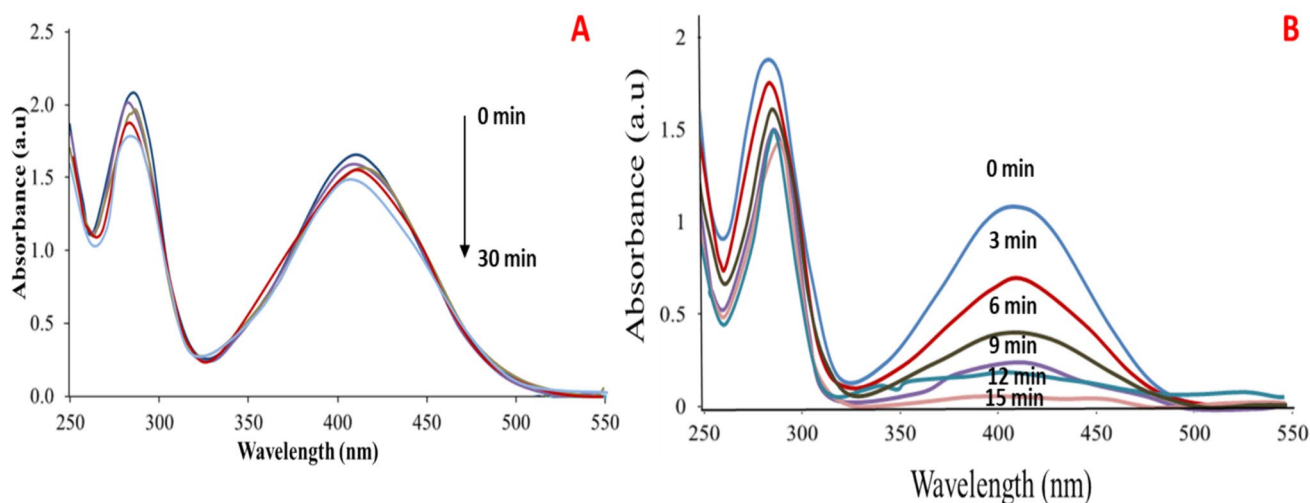 A
2.5
2.0
1.5
1.0
0.5
0.0
Absorbance (a.u)
0 min
30 min
250
300
350
400
450
500
550
Wavelength (nm)
B
2
1.5
1
0.5
0
Absorbance (a.u)
0 min
3 min
6 min
9 min
12 min
15 min
250
300
350
400
450
500
550
Wavelength (nm)